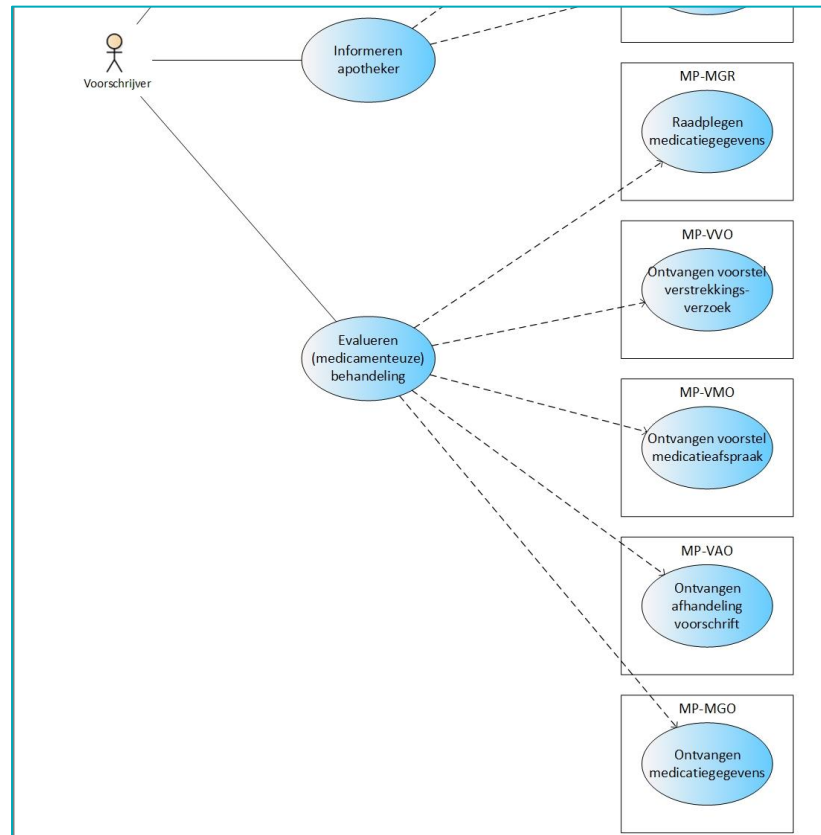 Informeren
apotheker
Voorschrijver
MP-MGR
Raadplegen
medicatiegegevens
MP-VVO
Ontvangen voorstel
verstrekkings-
verzoek
Evalueren
(medicamenteuze)
behandeling
MP-VMO
Ontvangen voorstel
medicatieafspraak
MP-VAO
Ontvangen
afhandeling
voorschrift
MP-MGO
Ontvangen
medicatiegegevens